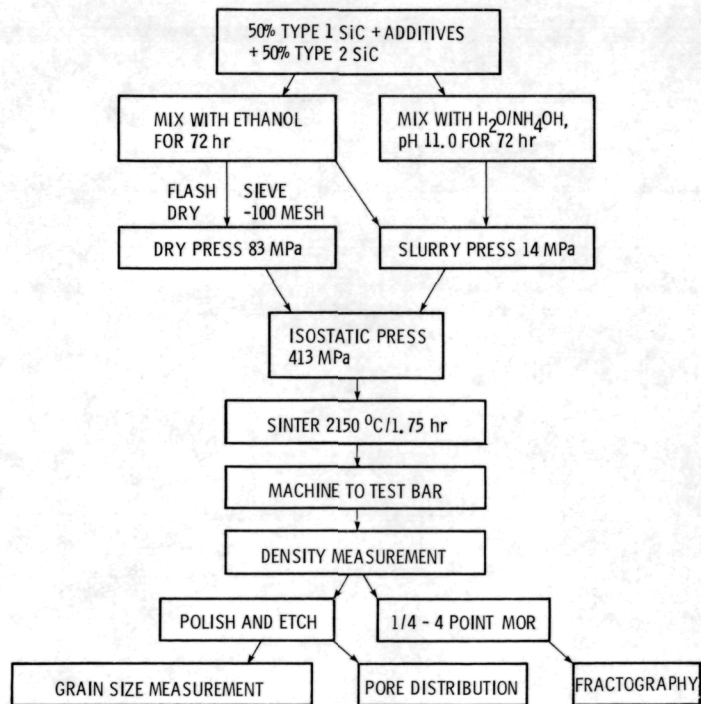 50% TYPE 1 SiC + ADDITIVES
+ 50% TYPE 2 SiC
MIX WITH ETHANOL
FOR 72 hr
MIX WITH H₂O/NH₄OH,
pH 11.0 FOR 72 hr
FLASH DRY
SIEVE -100 MESH
DRY PRESS 83 MPa
SLURRY PRESS 14 MPa
ISOSTATIC PRESS
413 MPa
SINTER 2150 °C/1.75 hr
MACHINE TO TEST BAR
DENSITY MEASUREMENT
POLISH AND ETCH
1/4 - 4 POINT MOR
GRAIN SIZE MEASUREMENT
PORE DISTRIBUTION
FRACTOGRAPHY